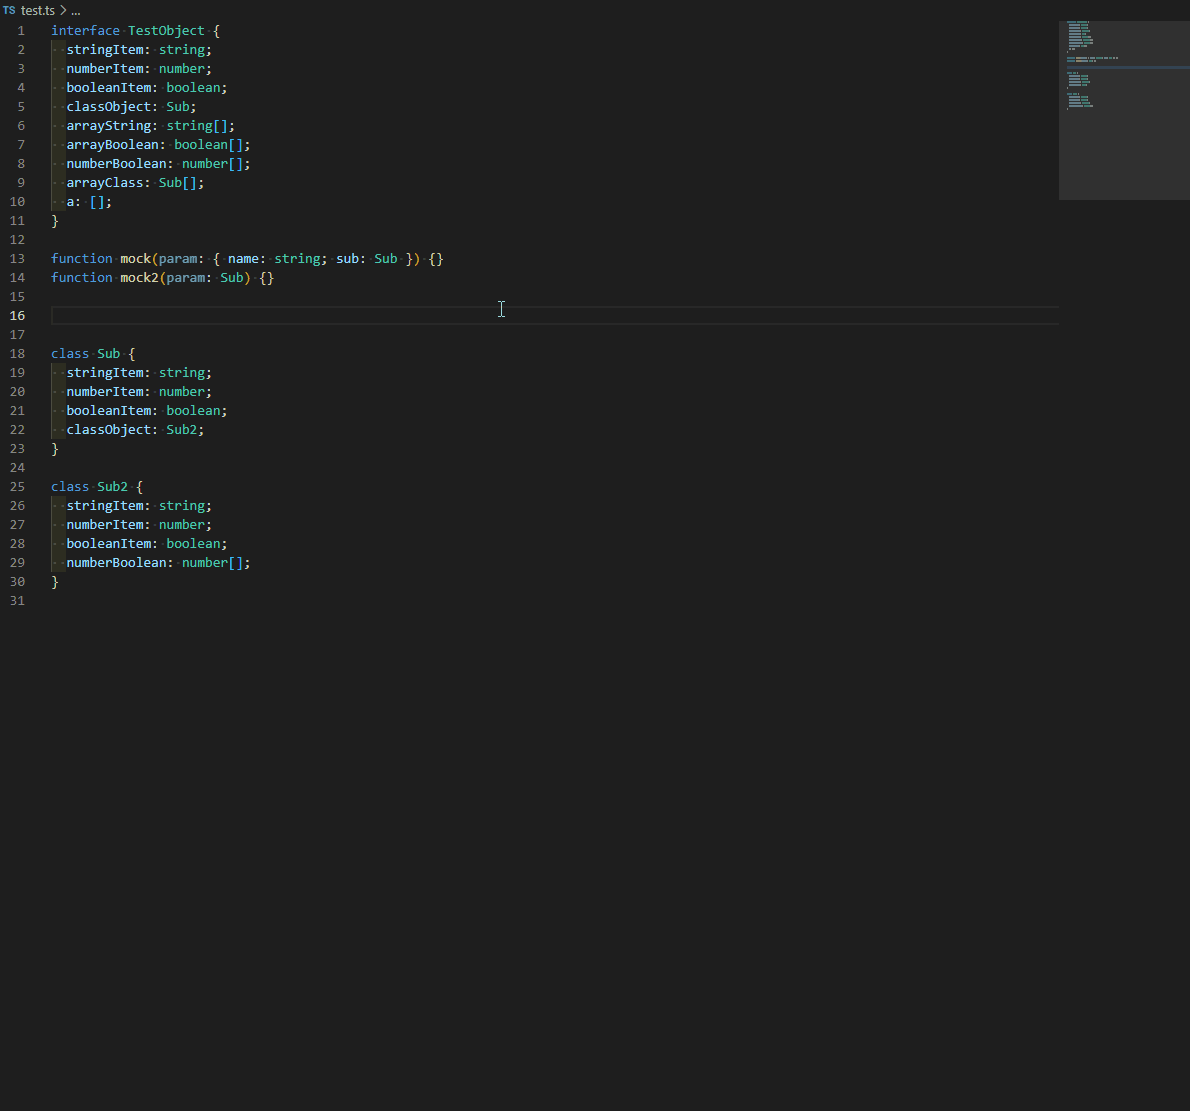 TS test.ts > ...
1 interface TestObject {
2   stringItem: string;
3   numberItem: number;
4   booleanItem: boolean;
5   classObject: Sub;
6   arrayString: string[];
7   arrayBoolean: boolean[];
8   numberBoolean: number[];
9   arrayClass: Sub[];
10   a: [];
11 }
12
13 function mock(param: { name: string; sub: Sub }) {}
14 function mock2(param: Sub) {}
15
16
17
18 class Sub {
19   stringItem: string;
20   numberItem: number;
21   booleanItem: boolean;
22   classObject: Sub2;
23 }
24
25 class Sub2 {
26   stringItem: string;
27   numberItem: number;
28   booleanItem: boolean;
29   numberBoolean: number[];
30 }
31